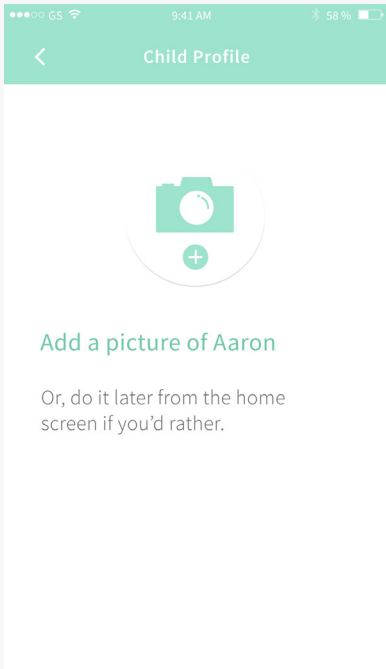 GS 9:41 AM 58 %
Child Profile
Add a picture of Aaron
Or, do it later from the home
screen if you’d rather.